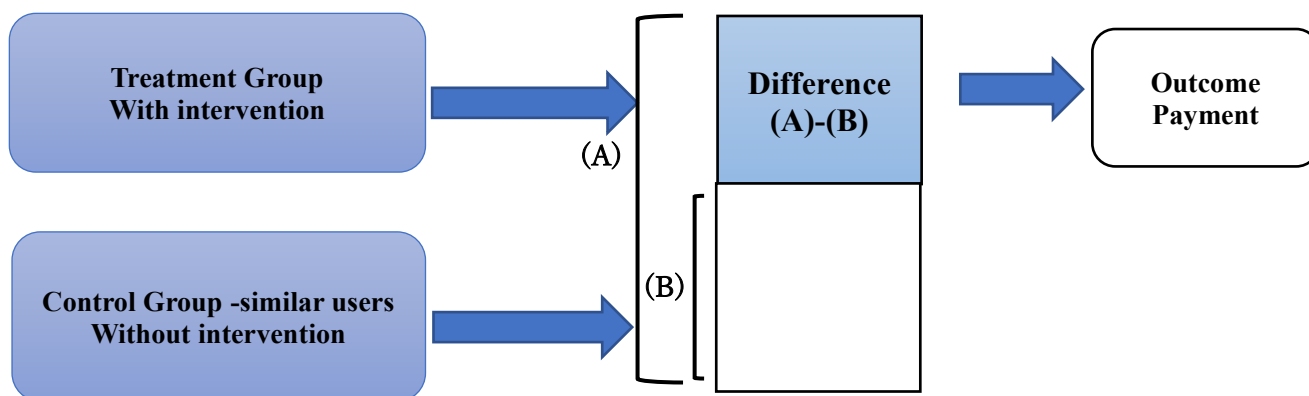 Treatment Group
With intervention
(A)
Difference
(A)-(B)
Outcome
Payment
Control Group -similar users
Without intervention
(B)